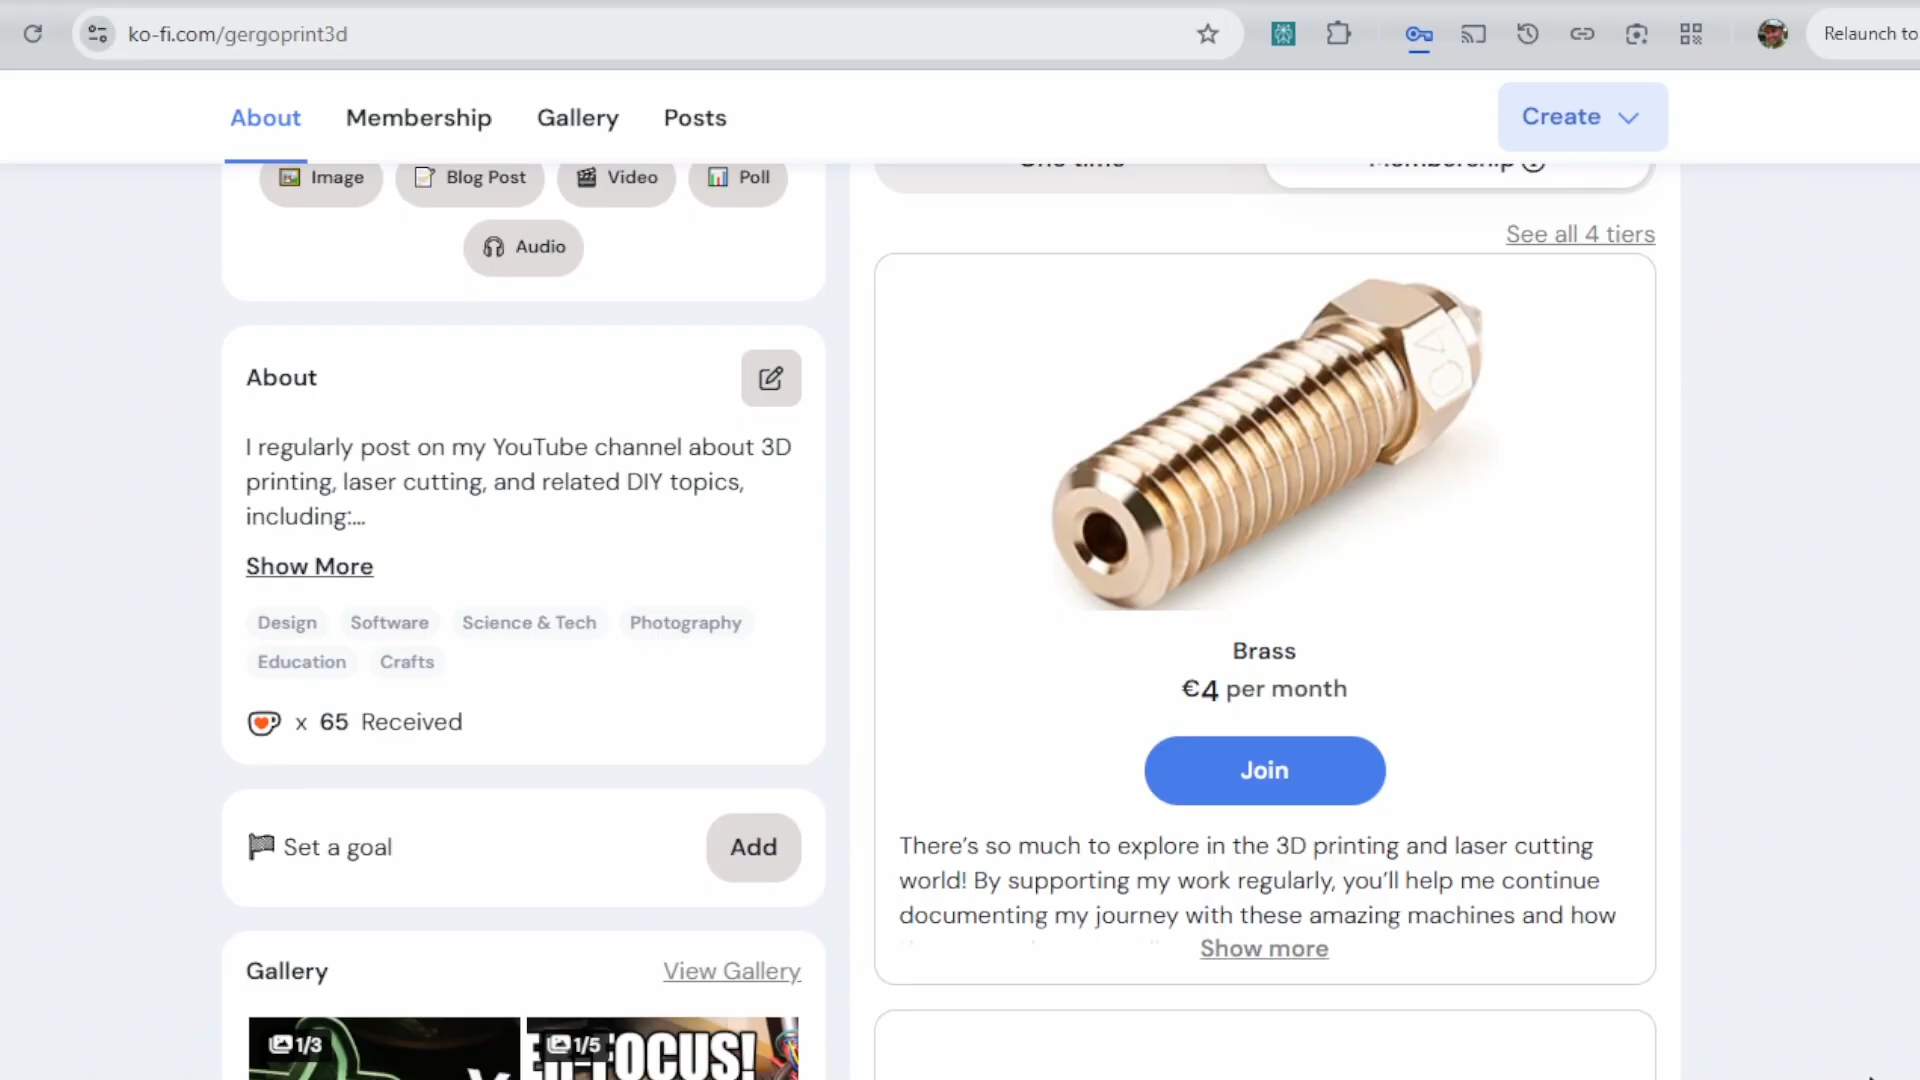 ko-fi.com/gergoprint3d
Relaunch to
About
Membership
Gallery
Posts
Create
Image
Blog Post
Video
Poll
Audio
About
I regularly post on my YouTube channel about 3D
printing, laser cutting, and related DIY topics,
including:...
Show More
Design
Software
Science & Tech
Photography
Education
Crafts
x 65 Received
Set a goal
Add
Gallery
View Gallery
1/3
1/5
One-time
Membership
See all 4 tiers
Brass
€4 per month
Join
There's so much to explore in the 3D printing and laser cutting
world! By supporting my work regularly, you'll help me continue
documenting my journey with these amazing machines and how
Show more